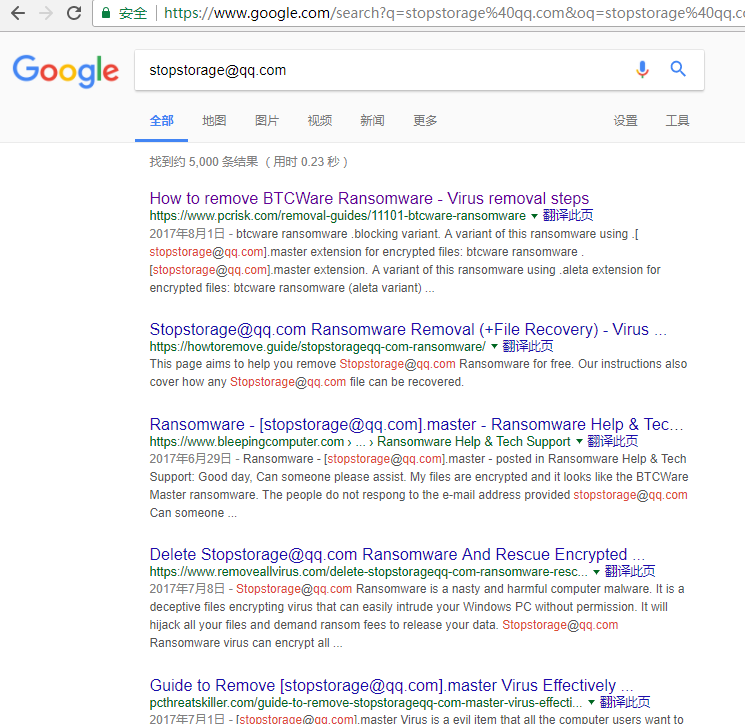 安全 https://www.google.com/search?q=stopstorage%40qq.com&oq=stopstorage%40qq.co
Google stopstorage@qq.com
全部 地图 图片 视频 新闻 更多 设置 工具
找到约 5,000 条结果 （用时 0.23 秒）
How to remove BTCWare Ransomware - Virus removal steps
https://www.pcrisk.com/removal-guides/11101-btcware-ransomware ▼ 翻译此页
2017年8月1日 - btcware ransomware .blocking variant. A variant of this ransomware using .[
stopstorage@qq.com].master extension for encrypted files: btcware ransomware .
[stopstorage@qq.com].master extension. A variant of this ransomware using .aleta extension for
encrypted files: btcware ransomware (aleta variant) ...
Stopstorage@qq.com Ransomware Removal (+File Recovery) - Virus ...
https://howtoremove.guide/stopstorageqq-com-ransomware/ ▼ 翻译此页
This page aims to help you remove Stopstorage@qq.com Ransomware for free. Our instructions also
cover how any Stopstorage@qq.com file can be recovered.
Ransomware - [stopstorage@qq.com].master - Ransomware Help & Tec...
https://www.bleepingcomputer.com › ... › Ransomware Help & Tech Support ▼ 翻译此页
2017年6月29日 - Ransomware - [stopstorage@qq.com].master - posted in Ransomware Help & Tech
Support: Good day, Can someone please assist. My files are encrypted and it looks like the BTCWare
Master ransomware. The people do not respong to the e-mail address provided stopstorage@qq.com
Can someone ...
Delete Stopstorage@qq.com Ransomware And Rescue Encrypted ...
https://www.removeallvirus.com/delete-stopstorageqq-com-ransomware-resc... ▼ 翻译此页
2017年7月8日 - Stopstorage@qq.com Ransomware is a nasty and harmful computer malware. It is a
deceptive files encrypting virus that can easily intrude your Windows PC without permission. It will
hijack all your files and demand ransom fees to release your data. Stopstorage@qq.com
Ransomware virus can encrypt all ...
Guide to Remove [stopstorage@qq.com].master Virus Effectively ...
pcthreatskiller.com/guide-to-remove-stopstorageqq-com-master-virus-effecti... ▼ 翻译此页
2017年7月1日 - [stopstorage@qq.com].master Virus is a evil item that all the computer users want to